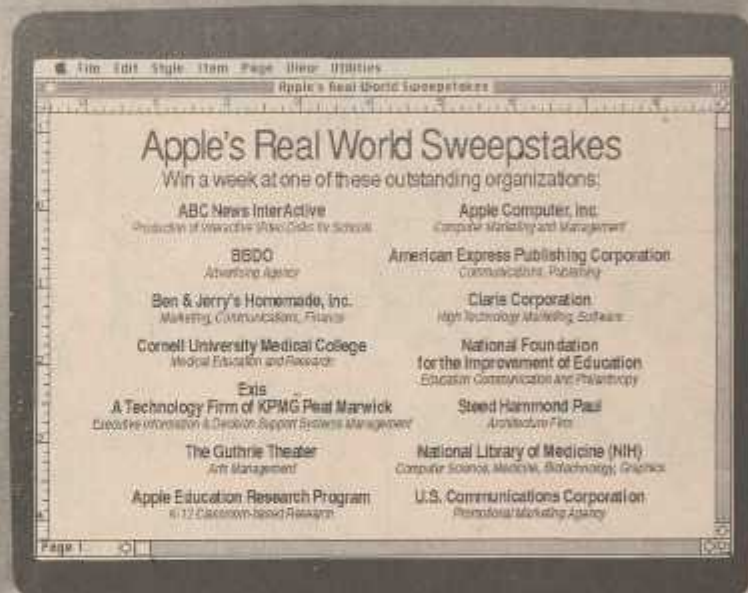 File Edit Style Item Page View Utilities
Apple's Real World Sweepstakes
Apple's Real World Sweepstakes
Win a week at one of these outstanding organizations:
ABC News InterActive
Production of Interactive Video Disks for Schools
BBDO
Advertising Agency
Ben & Jerry's Homemade, Inc.
Marketing, Communications, Finance
Cornell University Medical College
Medical Education and Research
Exis
A Technology Firm of KPMG Peat Marwick
Executive Information & Decision Support Systems Management
The Guthrie Theater
Arts Management
Apple Education Research Program
K-12 Classroom-based Research
Apple Computer, Inc.
Computer Marketing and Management
American Express Publishing Corporation
Communications, Publishing
Claris Corporation
High Technology Marketing, Software
National Foundation
for the Improvement of Education
Education Communication and Philanthropy
Steed Hammond Paul
Architecture Firm
National Library of Medicine (NIH)
Computer Science, Medicine, Biotechnology, Graphics
U.S. Communications Corporation
Promotional Marketing Agency
Page 1